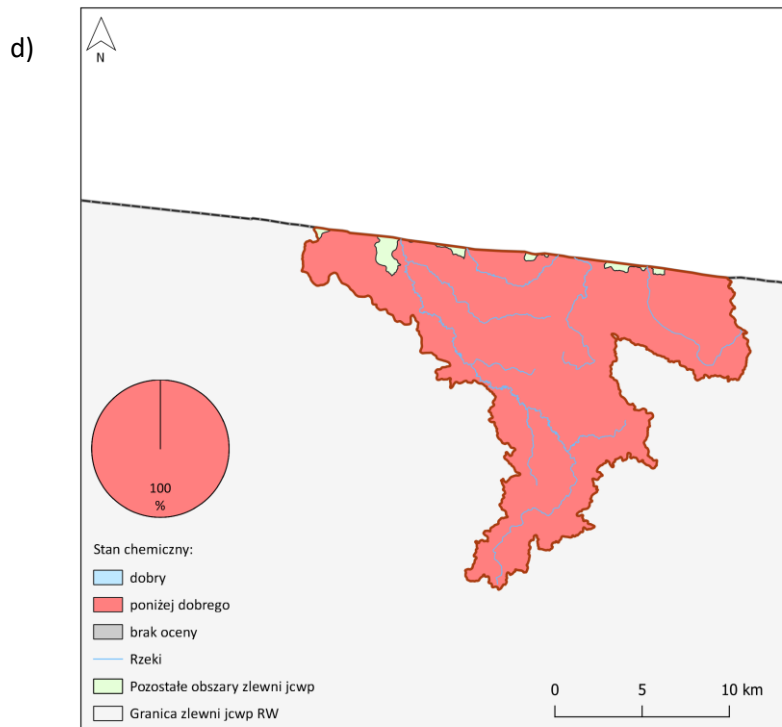 d)
N
100
%
Stan chemiczny:
dobry
poniżej dobrego
brak oceny
Rzeki
Pozostałe obszary zlewni jcwp
Granica zlewni jcwp RW
0 5 10 km